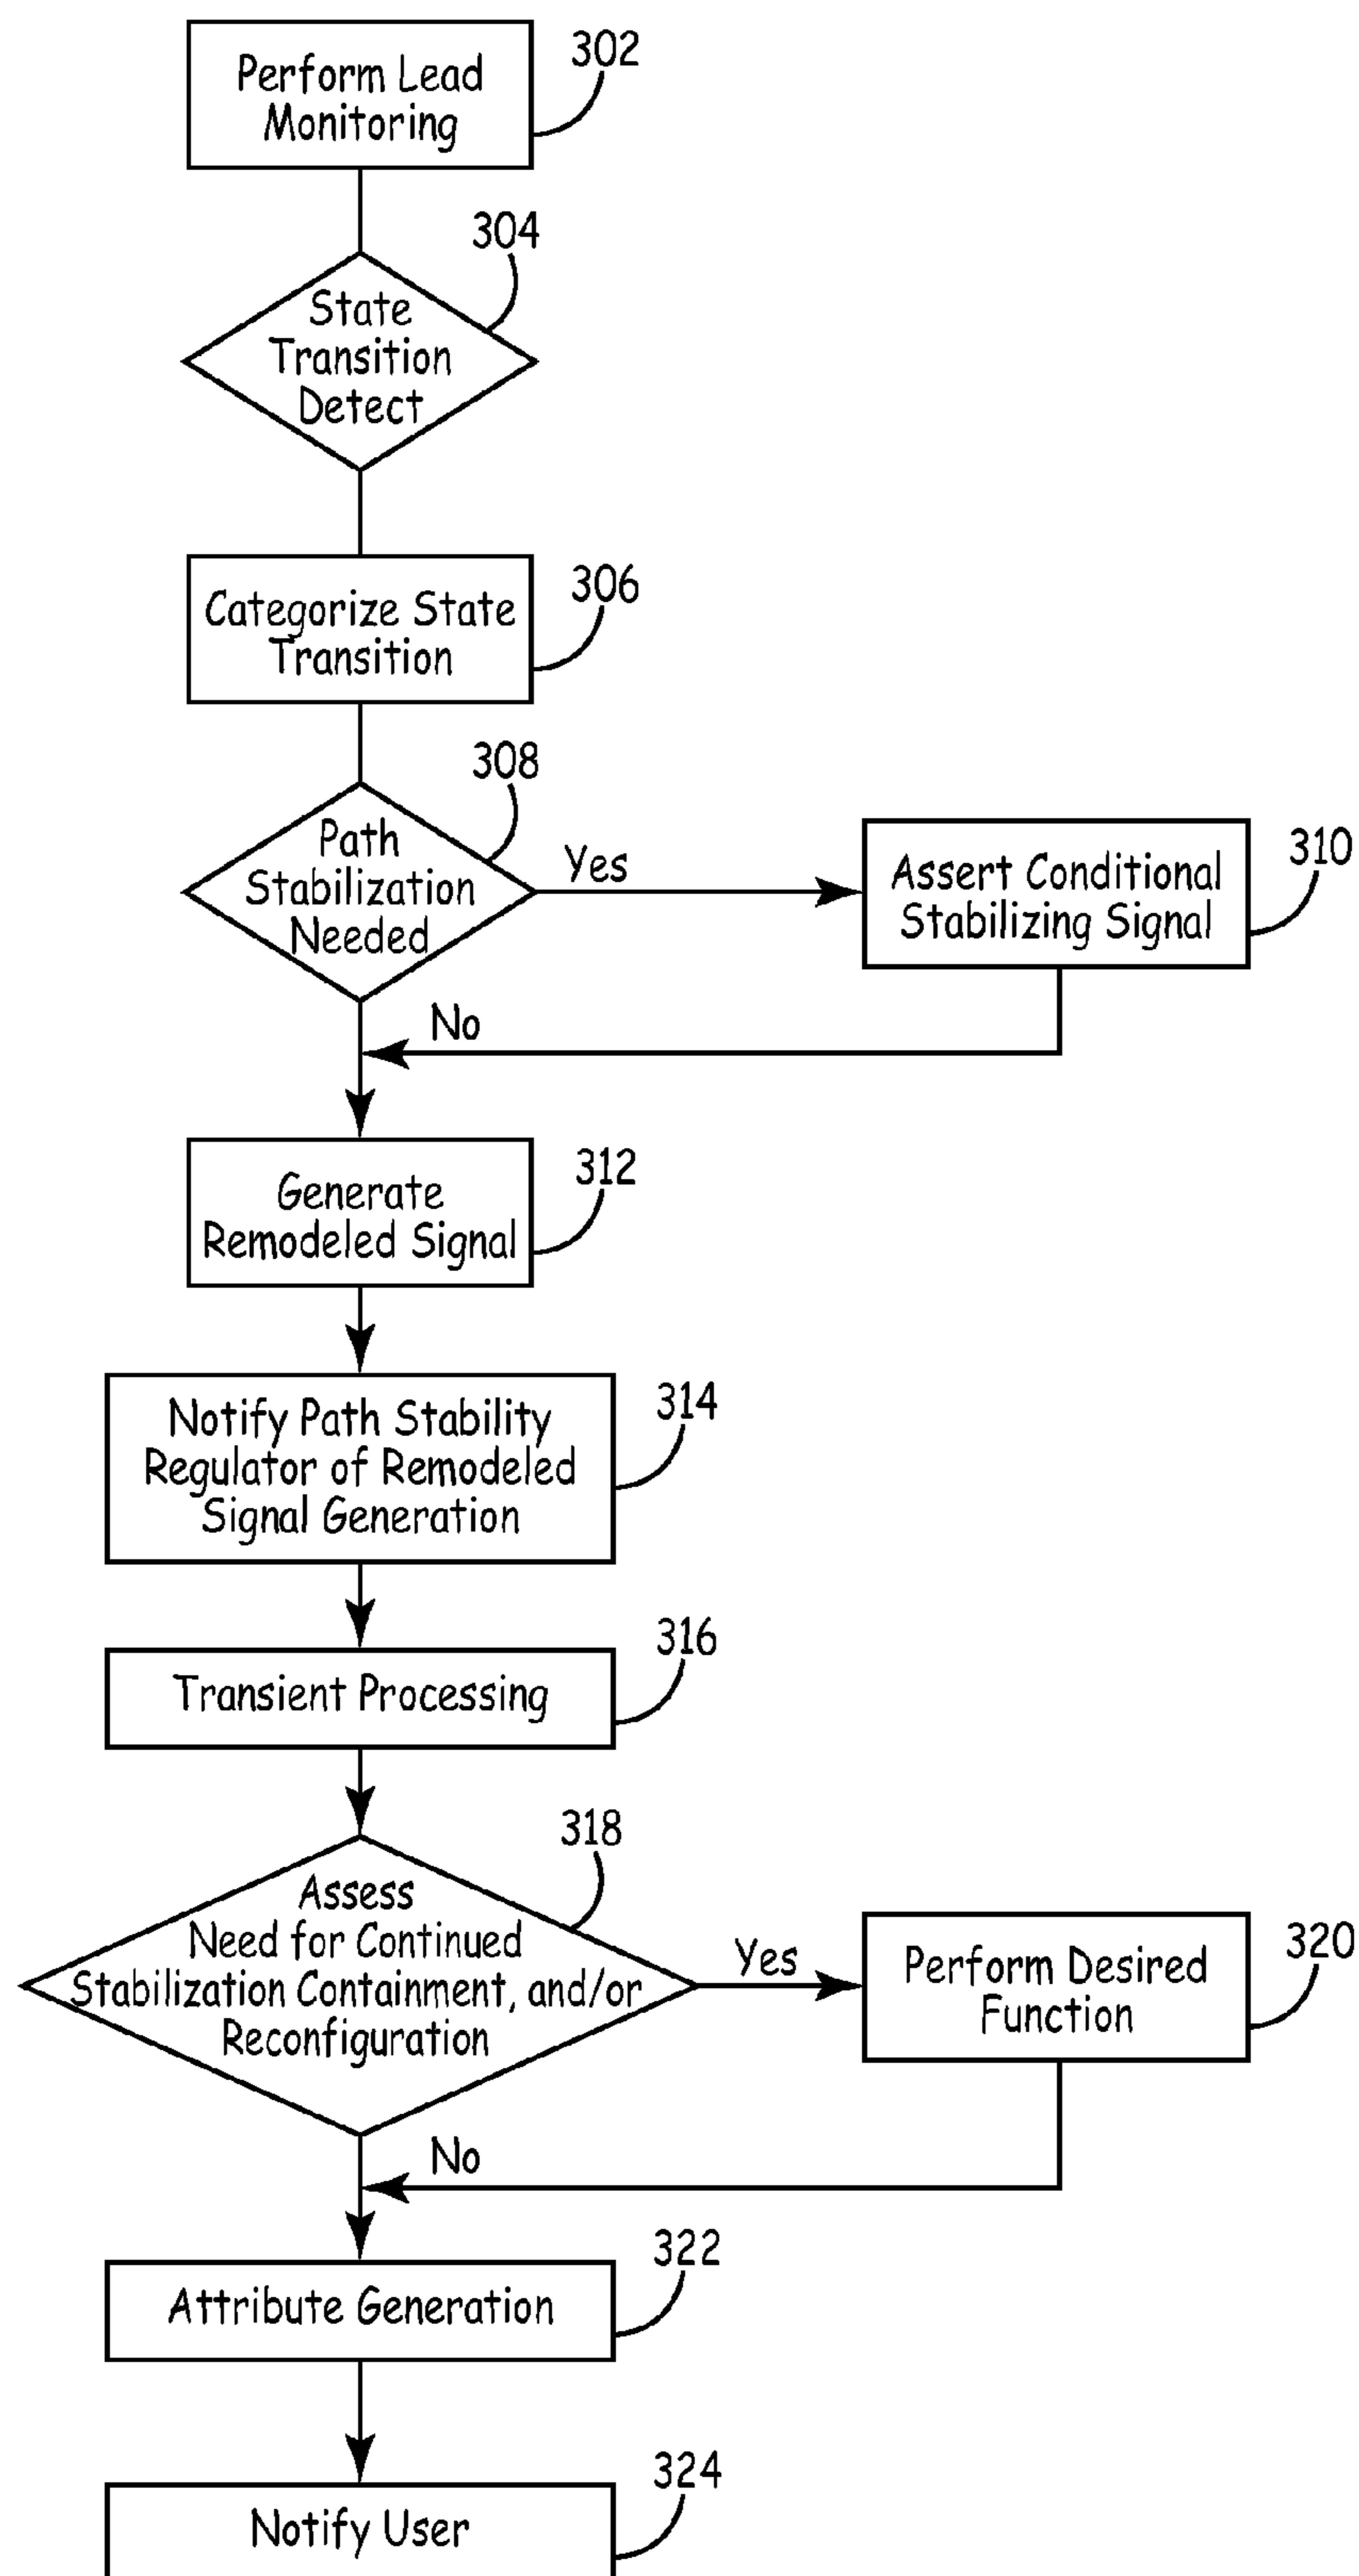 302
Perform Lead
Monitoring
304
State
Transition
Detect
306
Categorize State
Transition
308
Path
Stabilization
Needed
Yes
310
Assert Conditional
Stabilizing Signal
No
312
Generate
Remodeled Signal
314
Notify Path Stability
Regulator of Remodeled
Signal Generation
316
Transient Processing
318
Assess
Need for Continued
Stabilization Containment, and/or
Reconfiguration
Yes
320
Perform Desired
Function
No
322
Attribute Generation
324
Notify User